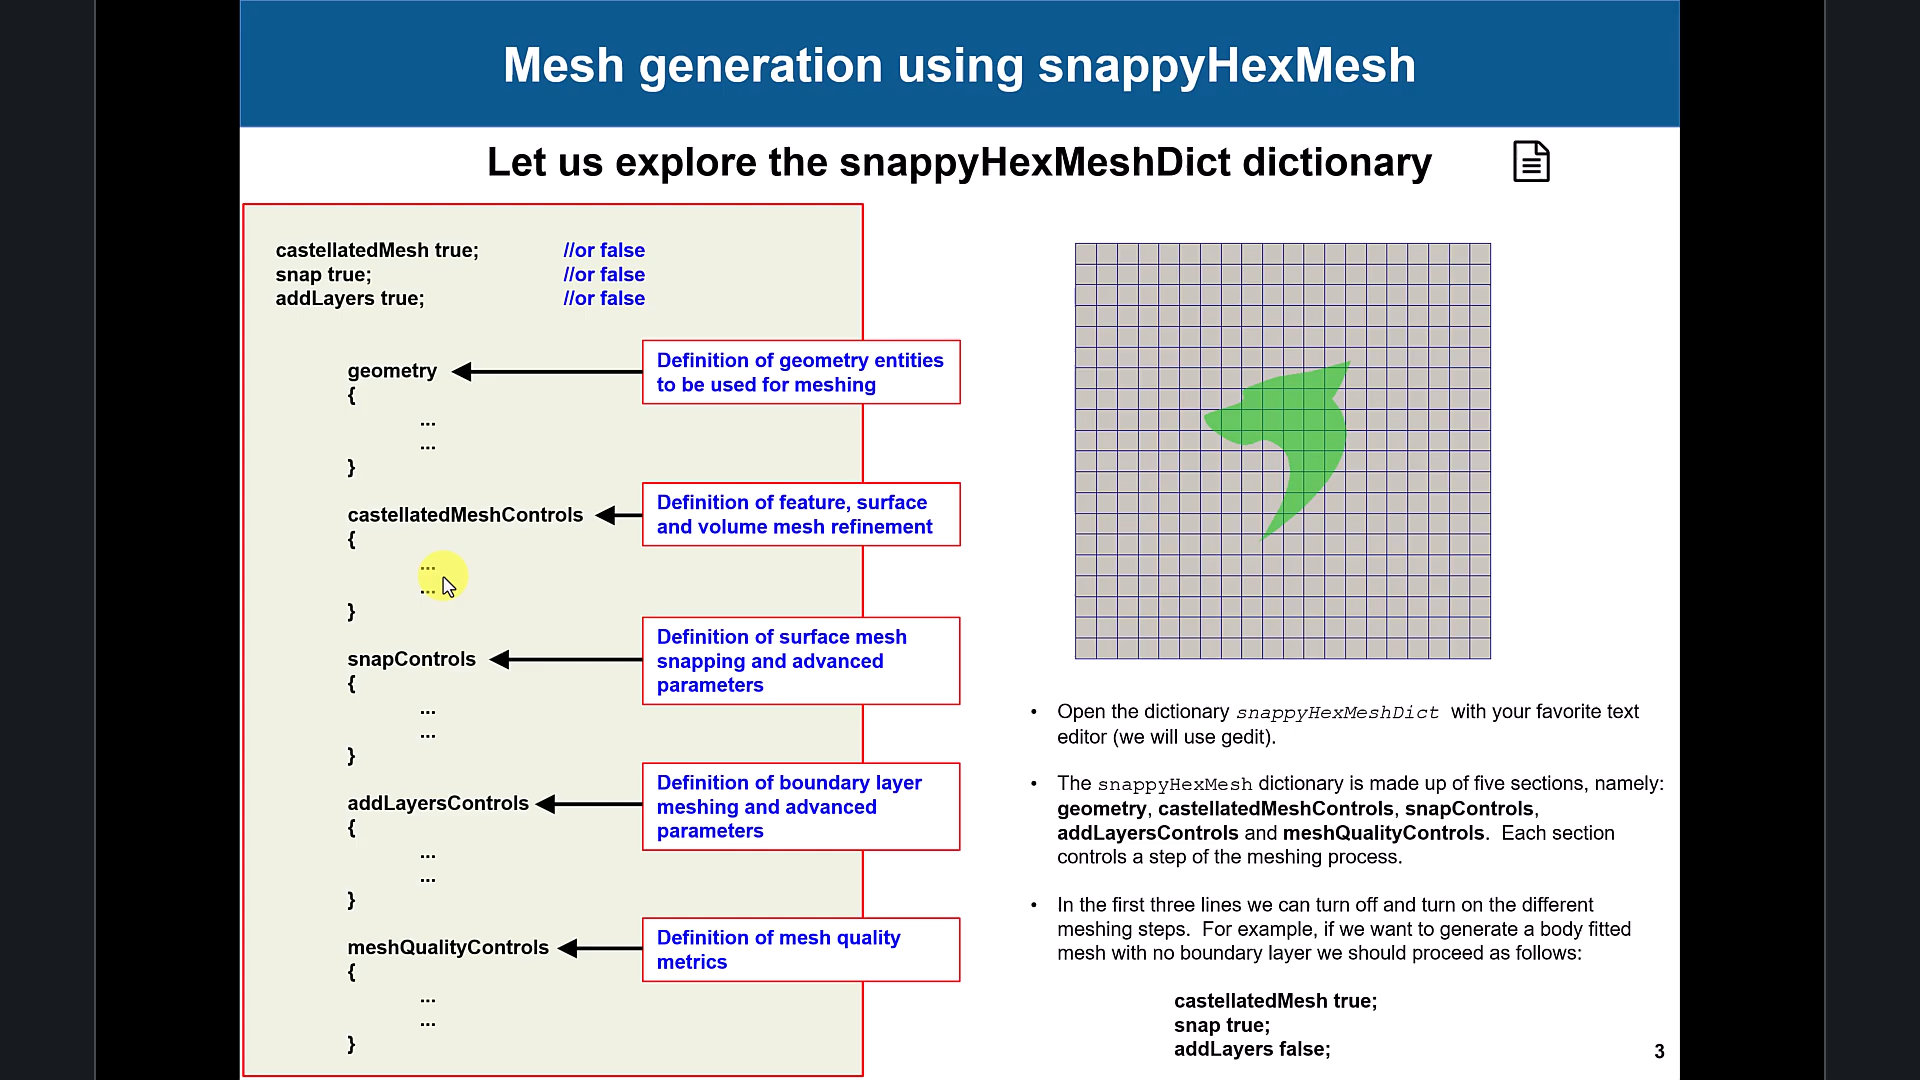 Mesh generation using snappyHexMesh
Let us explore the snappyHexMeshDict dictionary
castellatedMesh true; //or false
snap true; //or false
addLayers true; //or false
geometry
{
...
...
}
Definition of geometry entities
to be used for meshing
castellatedMeshControls
{
...
...
}
Definition of feature, surface
and volume mesh refinement
snapControls
{
...
...
}
Definition of surface mesh
snapping and advanced
parameters
addLayersControls
{
...
...
}
Definition of boundary layer
meshing and advanced
parameters
meshQualityControls
{
...
...
}
Definition of mesh quality
metrics
• Open the dictionary snappyHexMeshDict with your favorite text
editor (we will use gedit).
• The snappyHexMesh dictionary is made up of five sections, namely:
geometry, castellatedMeshControls, snapControls,
addLayersControls and meshQualityControls. Each section
controls a step of the meshing process.
• In the first three lines we can turn off and turn on the different
meshing steps. For example, if we want to generate a body fitted
mesh with no boundary layer we should proceed as follows:
castellatedMesh true;
snap true;
addLayers false;
3